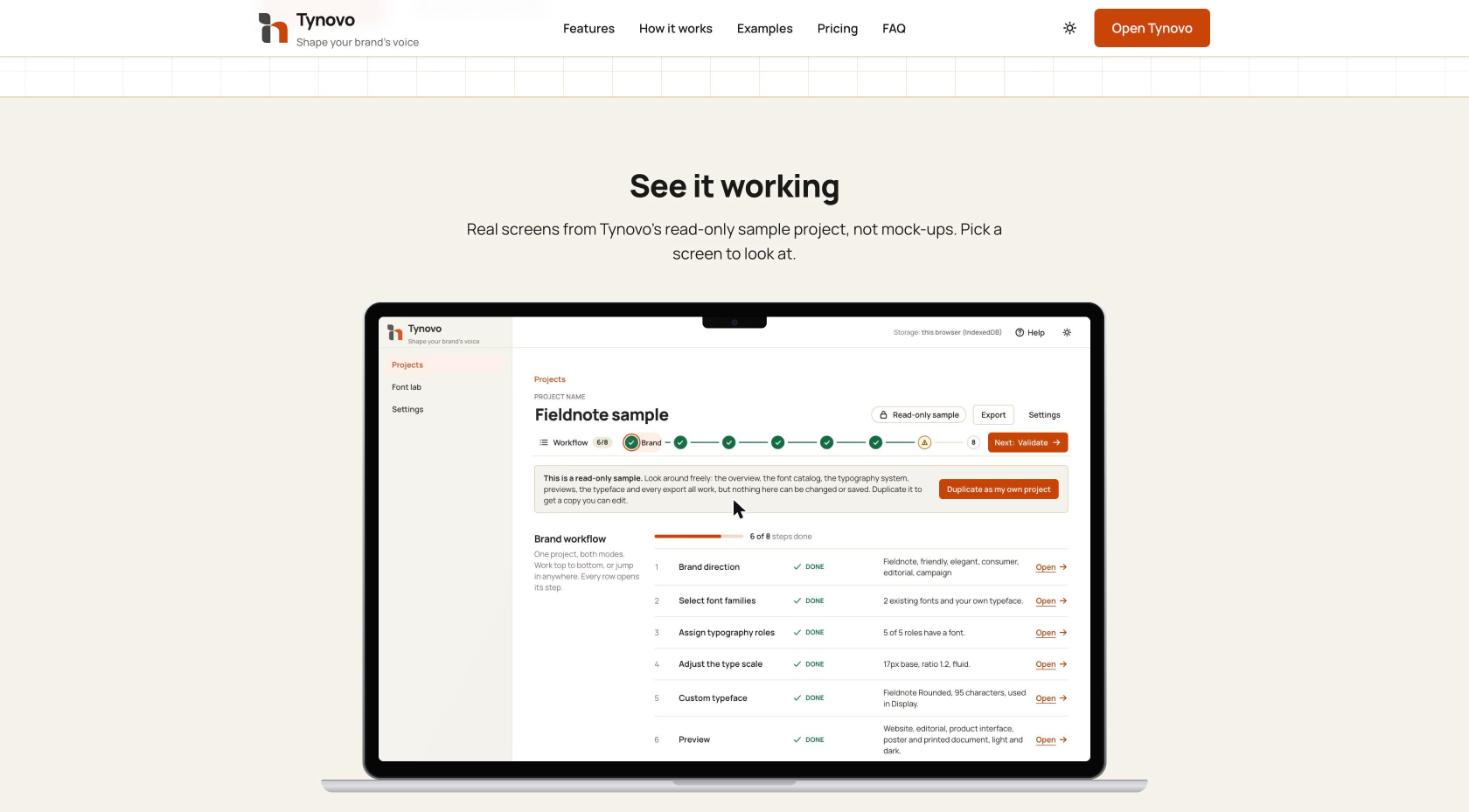 Tynovo
Shape your brand's voice
Features
How it works
Examples
Pricing
FAQ
Open Tynovo
See it working
Real screens from Tynovo's read-only sample project, not mock-ups. Pick a
screen to look at.
Tynovo
Shape your brand's voice
Storage: this browser (IndexedDB)
Help
Projects
Font lab
Settings
Projects
PROJECT NAME
Fieldnote sample
Read-only sample
Export
Settings
Workflow
6/8
Brand
8
Next: Validate
This is a read-only sample. Look around freely: the overview, the font catalog, the typography system,
previews, the typeface and every export all work, but nothing here can be changed or saved. Duplicate it to
get a copy you can edit.
Duplicate as my own project
Brand workflow
One project, both modes.
Work top to bottom, or jump
in anywhere. Every row opens
its step.
6 of 8 steps done
1
Brand direction
DONE
Fieldnote, friendly, elegant, consumer,
editorial, campaign
Open
2
Select font families
DONE
2 existing fonts and your own typeface.
Open
3
Assign typography roles
DONE
5 of 5 roles have a font.
Open
4
Adjust the type scale
DONE
17px base, ratio 1.2, fluid.
Open
5
Custom typeface
DONE
Fieldnote Rounded, 95 characters, used
in Display.
Open
6
Preview
DONE
Website, editorial, product interface,
poster and printed document, light and
dark.
Open